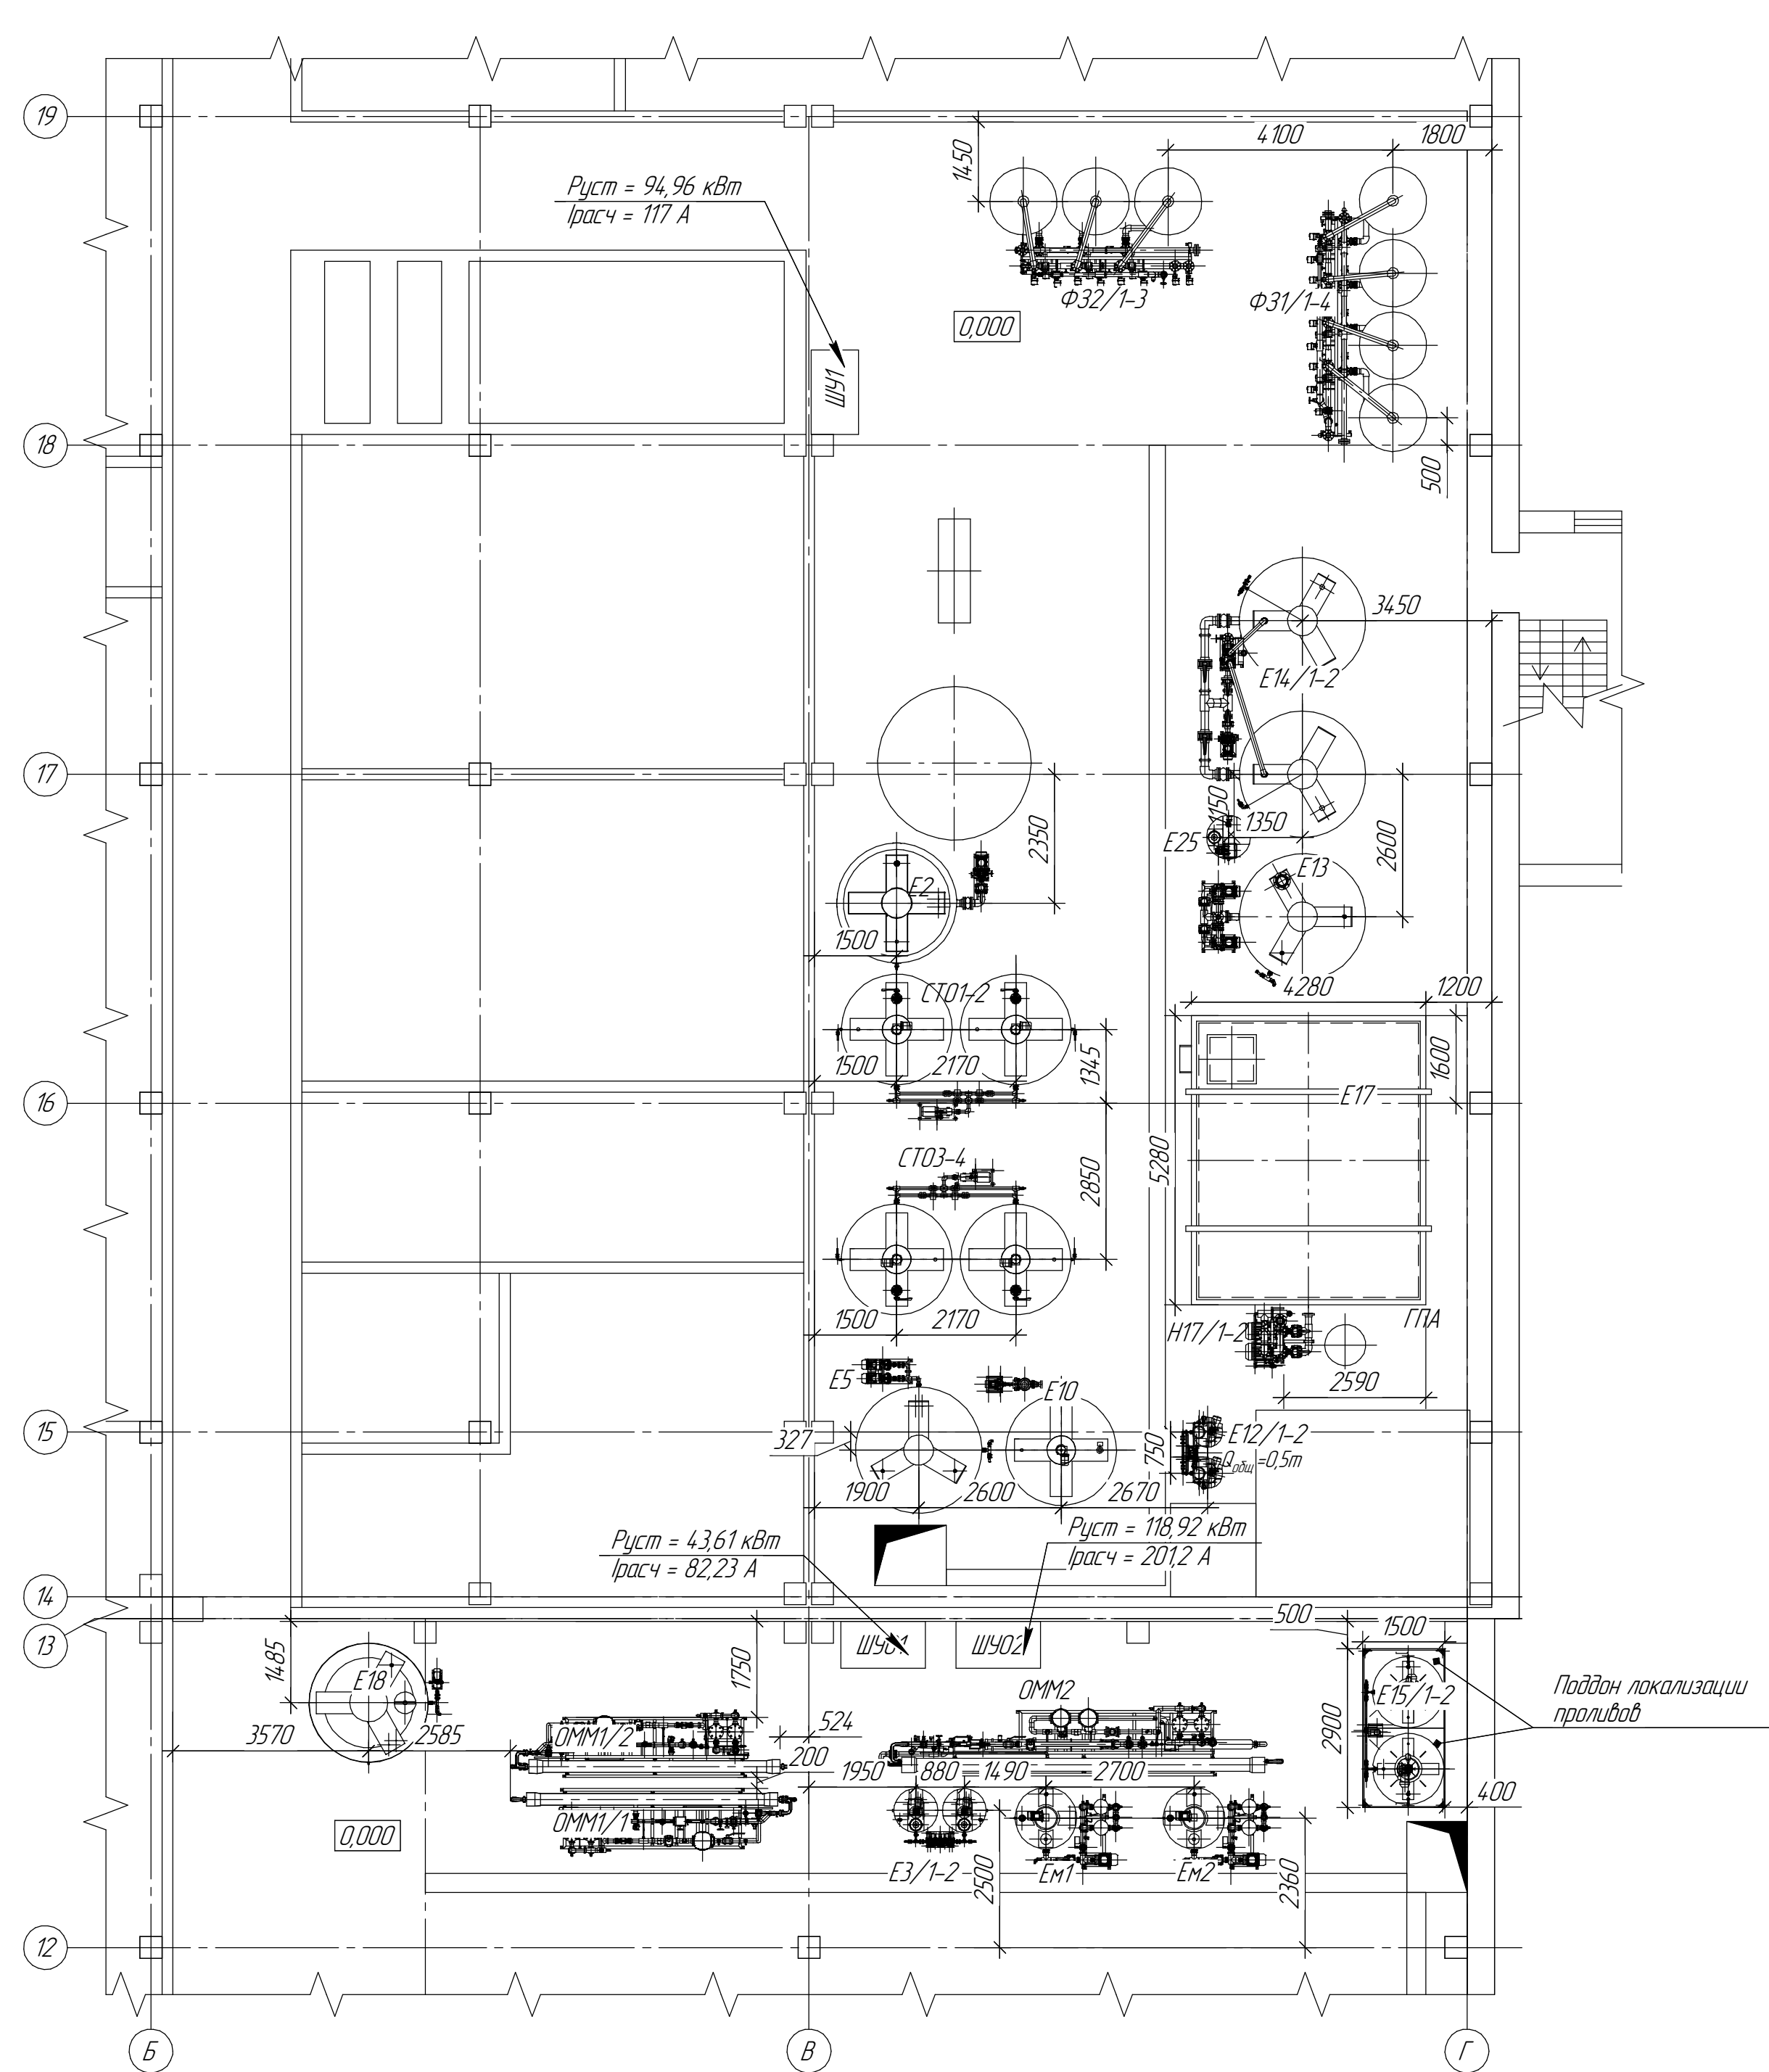 19
4100
1800
1450
Руст = 94,96 кВт
Iрасч = 117 А
Ф32/1-3
Ф31/1-4
0,000
ШУ1
18
500
3450
Е14/1-2
17
1150
1350
2350
2600
Е25
Е2
Е13
1500
4280
1200
СТ01-2
1500
2170
1345
1600
16
Е17
СТ03-4
2850
5280
1500
2170
ГПА
Н17/1-2
Е5
Е10
2590
15
327
750
Е12/1-2
Qобщ =0,5т
1900
2600
2670
Руст = 43,61 кВт
Iрасч = 82,23 А
Руст = 118,92 кВт
Iрасч = 201,2 А
14
13
500
1500
1485
1750
ШУ01
ШУ02
Е18
ОММ2
Е15/1-2
Поддон локализации
проливов
3570
2585
ОММ1/2
524
200
2900
1950
880
1490
2700
400
ОММ1/1
0,000
Е3/1-2
2500
Ем1
Ем2
2360
12
Б
В
Г